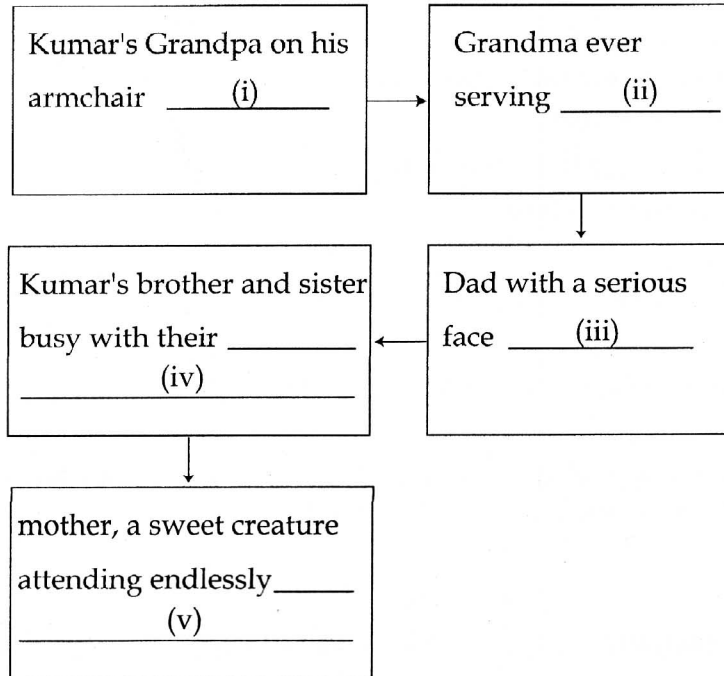 Kumar's Grandpa on his
armchair (i)
Grandma ever
serving (ii)
Dad with a serious
face (iii)
Kumar's brother and sister
busy with their
(iv)
mother, a sweet creature
attending endlessly
(v)